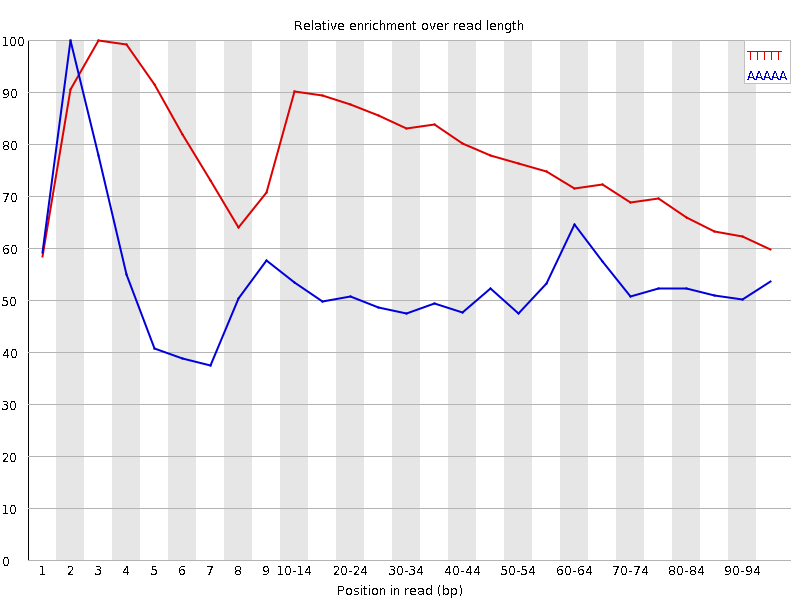 Relative enrichment over read length
TTTTT
AAAAA
100
90
80
70
60
50
40
30
20
10
0
1 2 3 4 5 6 7 8 9 10-14 20-24 30-34 40-44 50-54 60-64 70-74 80-84 90-94
Position in read (bp)